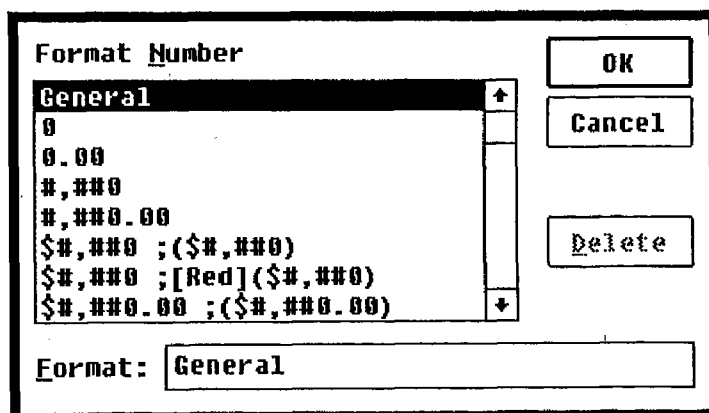 Format Number
General
0
0.00
#,##0
#,##0.00
$#,##0 ;($#,##0)
$#,##0 ;[Red]($#,##0)
$#,##0.00 ;($#,##0.00)
OK
Cancel
Delete
Format: General